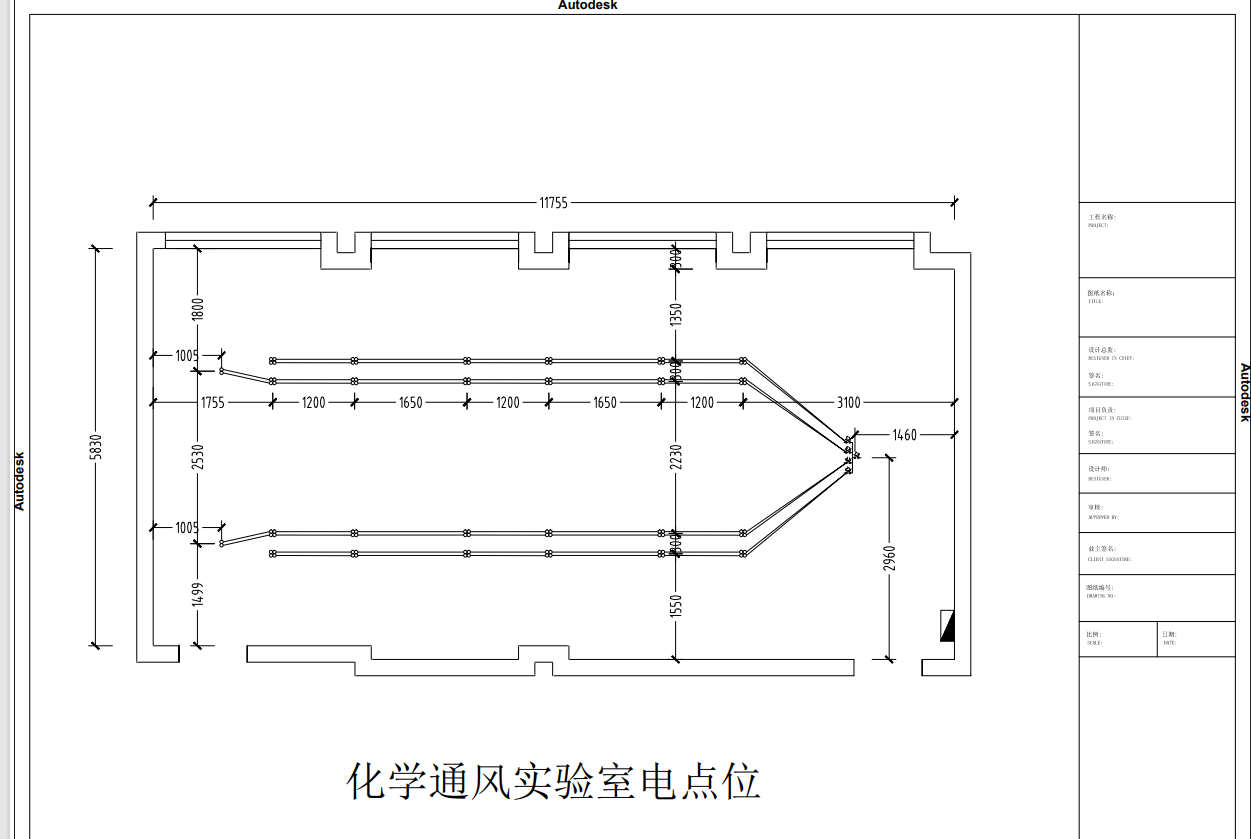 Autodesk
11755
300
1800
1350
1005
300
1755
1200
1650
1200
1650
1200
3100
1460
5830
2530
2230
1005
300
2960
1499
1550
化学通风实验室电点位
Autodesk
Autodesk
工程名称:
PROJECT:
图纸名称:
TITLE:
设计总监:
DESIGNER IN CHIEF:
签名:
SIGNATURE:
项目负责:
PROJECT IN CHIEF:
签名:
SIGNATURE:
设计师:
DESIGNER:
审核:
APPROVED BY:
业主签名:
CLIENT SIGNATURE:
图纸编号:
DRAWING NO:
比例:
SCALE:
日期:
DATE: